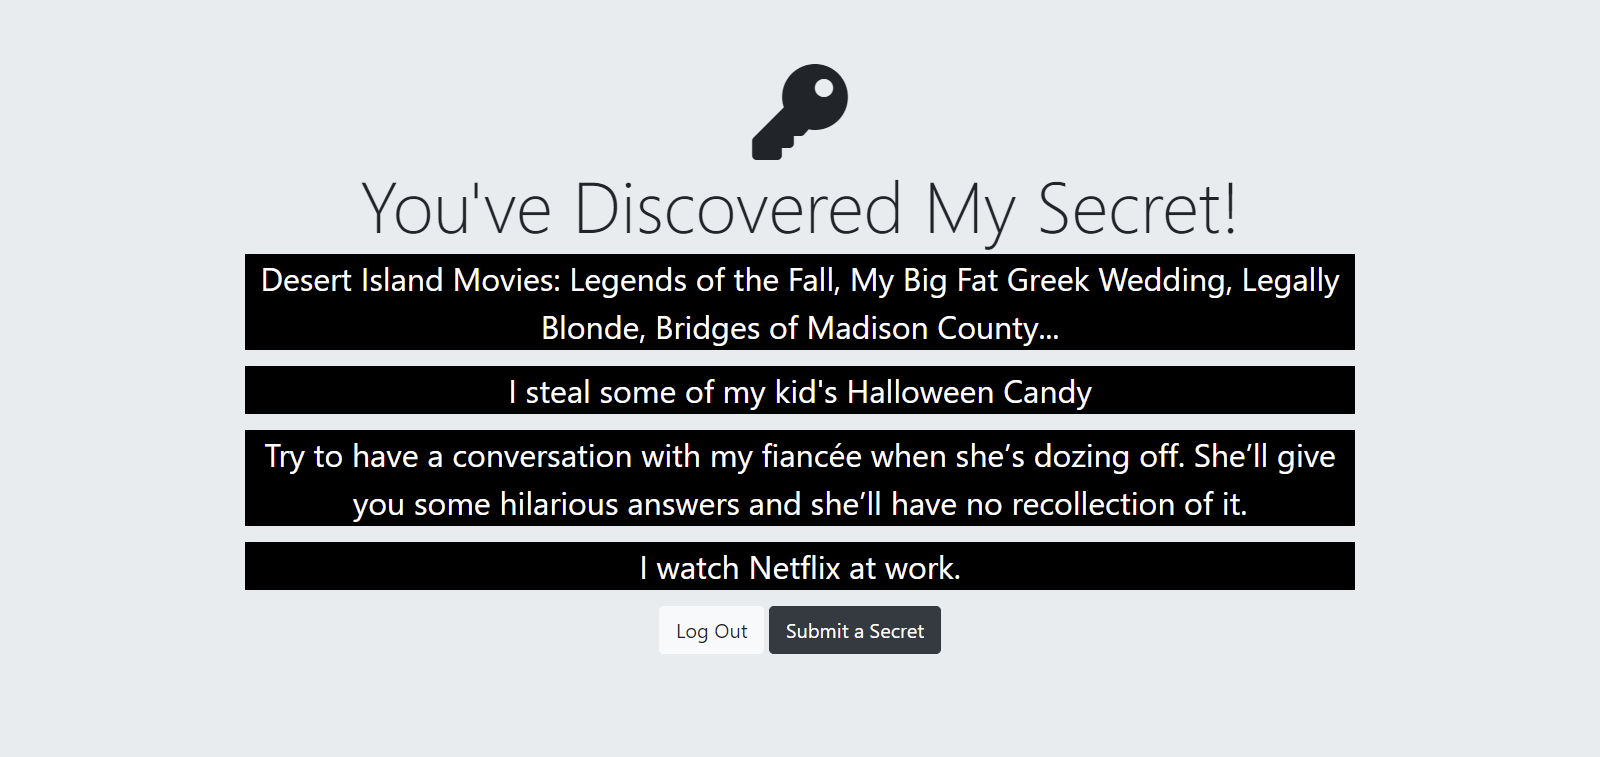 You've Discovered My Secret!
Desert Island Movies: Legends of the Fall, My Big Fat Greek Wedding, Legally
Blonde, Bridges of Madison County...
I steal some of my kid's Halloween Candy
Try to have a conversation with my fiancée when she’s dozing off. She’ll give
you some hilarious answers and she’ll have no recollection of it.
I watch Netflix at work.
Log Out
Submit a Secret